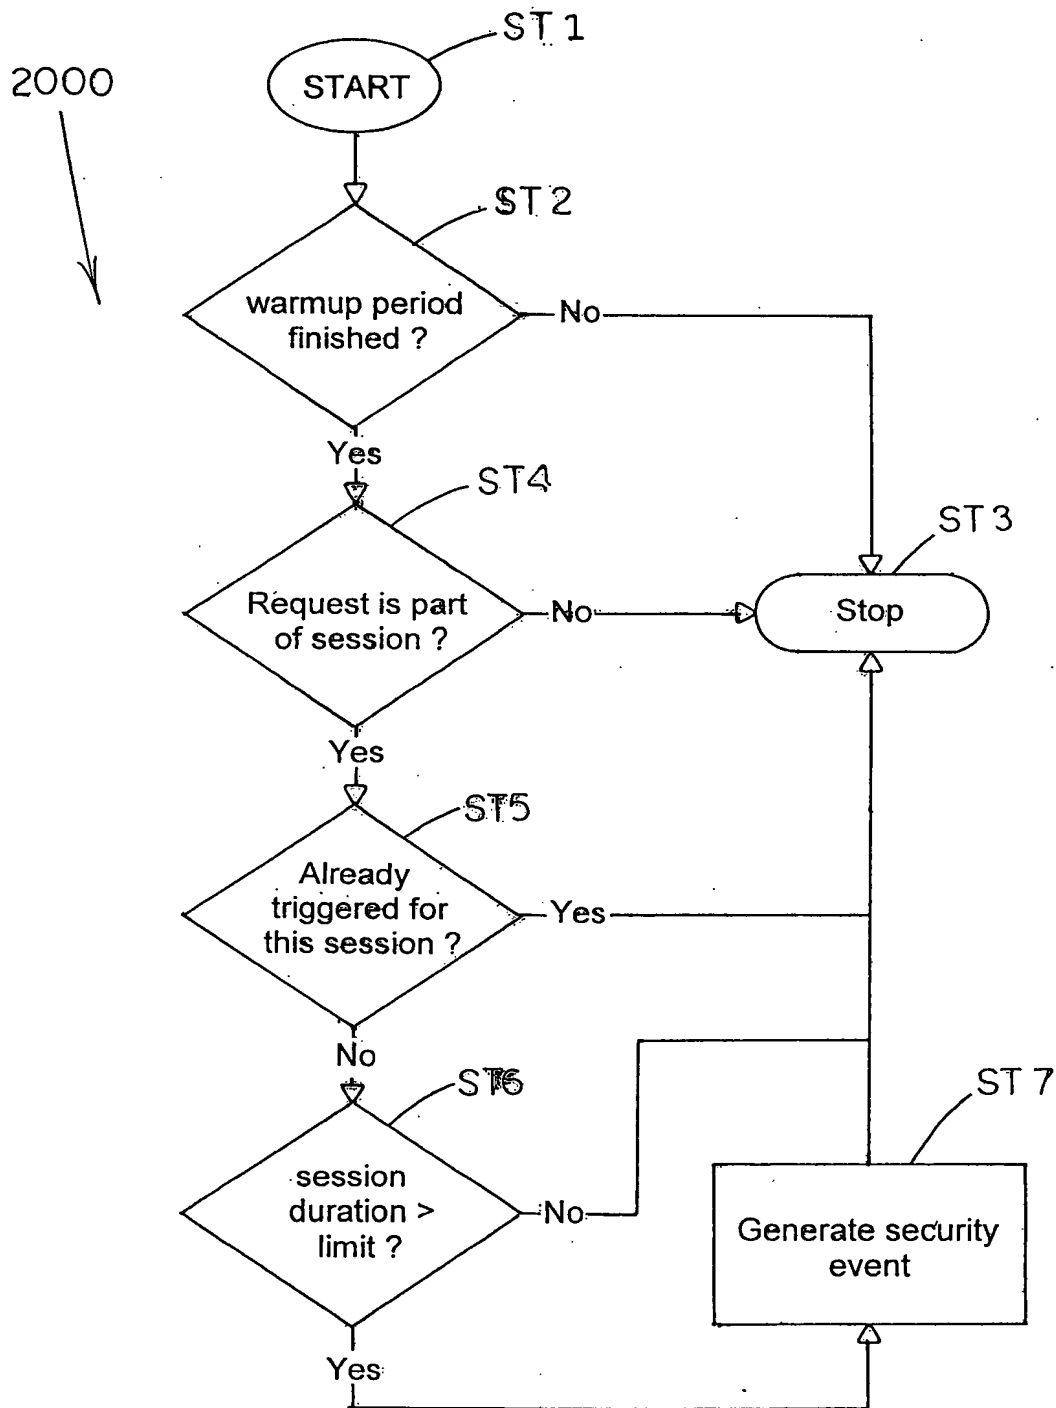 ST 1
2000
START
ST 2
warmup period
finished ?
No
Yes
ST4
ST 3
Request is part
of session ?
No
Stop
Yes
ST5
Already
triggered for
this session ?
Yes
No
ST6
ST 7
session
duration >
limit ?
No
Generate security
event
Yes